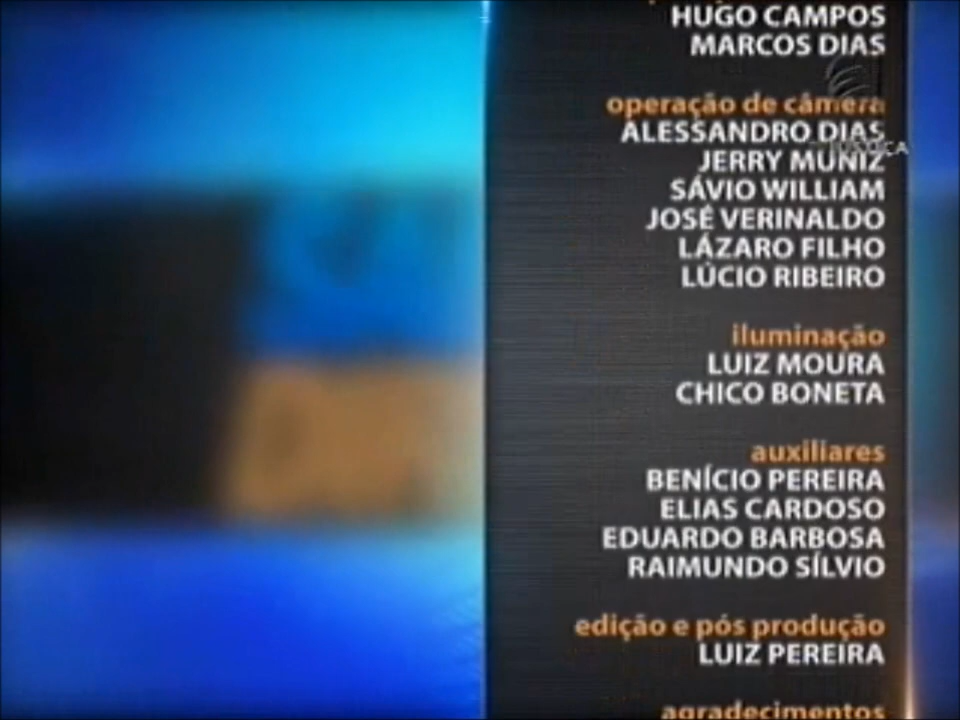 HUGO CAMPOS
MARCOS DIAS
operação de câmera
ALESSANDRO DIAS
JERRY MUNIZ
SÁVIO WILLIAM
JOSÉ VERINALDO
LÁZARO FILHO
LÚCIO RIBEIRO
iluminação
LUIZ MOURA
CHICO BONETA
auxiliares
BENÍCIO PEREIRA
ELIAS CARDOSO
EDUARDO BARBOSA
RAIMUNDO SÍLVIO
edição e pós produção
LUIZ PEREIRA
agradecimentos